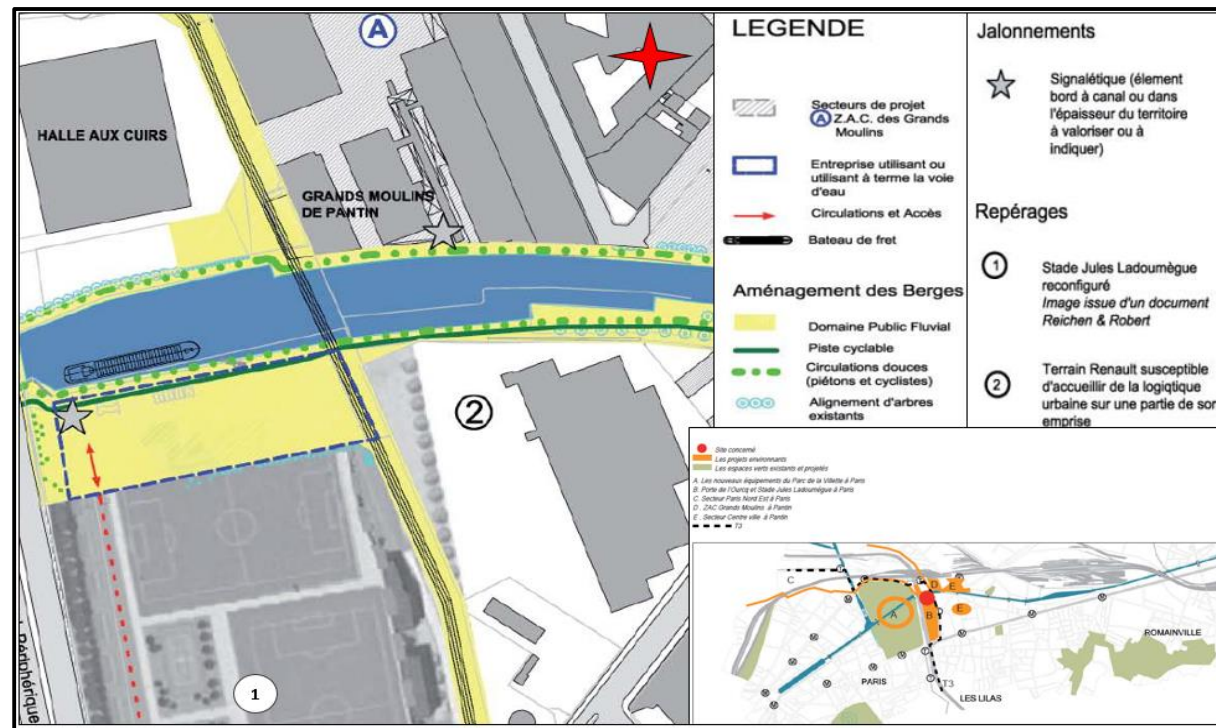 A
HALLE AUX CUIRS
GRANDS MOULINS
DE PANTIN
2
1
Périphérique
LEGENDE
Secteurs de projet
A Z.A.C. des Grands
Moulins
Entreprise utilisant ou
utilisant à terme la voie
d'eau
Circulations et Accès
Bateau de fret
Aménagement des Berges
Domaine Public Fluvial
Piste cyclable
Circulations douces
(piétons et cyclistes)
Alignement d'arbres
existants
Jalonnements
Signalétique (élement
bord à canal ou dans
l'épaisseur du territoire
à valoriser ou à
indiquer)
Repérages
1
Stade Jules Ladoumègue
reconfiguré
Image issue d'un document
Reichen & Robert
2
Terrain Renault susceptible
d'accueillir de la logiqtique
urbaine sur une partie de son
emprise
Site concerné
Les projets environnants
Les espaces verts existants et projetés
A. Les nouveaux équipements du Parc de la Villette à Paris
B. Porte de l'Ourcq et Stade Jules Ladoumègue à Paris
C. Secteur Paris Nord Est à Paris
D. ZAC Grands Moulins à Pantin
E. Secteur Centre ville à Pantin
T3
C
D
E
A
B
E
ROMAINVILLE
PARIS
T3
LES LILAS